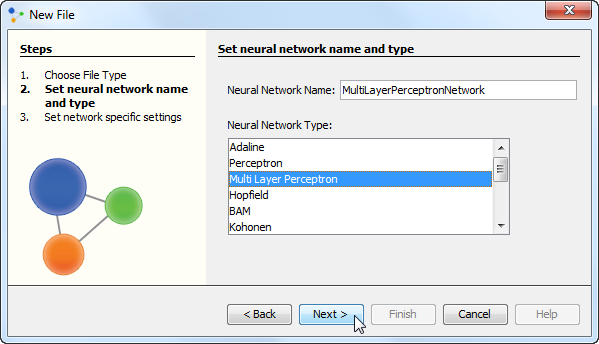 New File
Steps
1. Choose File Type
2. Set neural network name
and type
3. Set network specific settings
Set neural network name and type
Neural Network Name: MultiLayerPerceptronNetwork
Neural Network Type:
Adaline
Perceptron
Multi Layer Perceptron
Hopfield
BAM
Kohonen
< Back Next > Finish Cancel Help